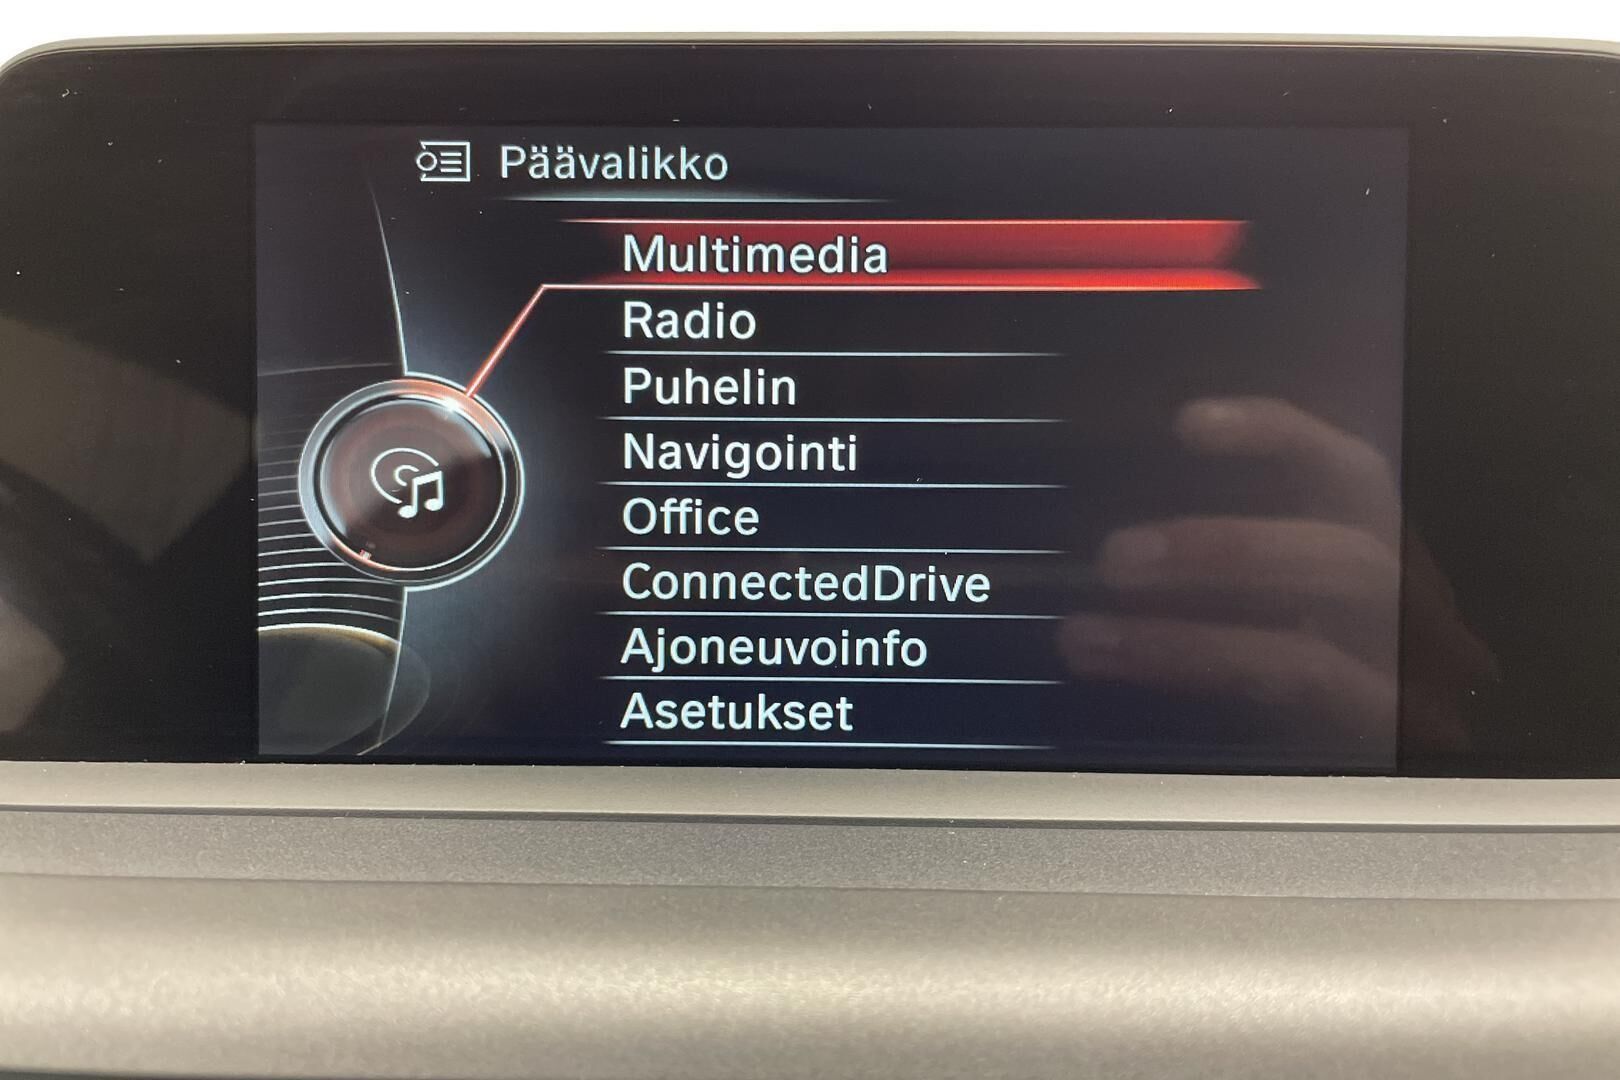 Päävalikko
Multimedia
Radio
Puhelin
Navigointi
Office
ConnectedDrive
Ajoneuvoinfo
Asetukset